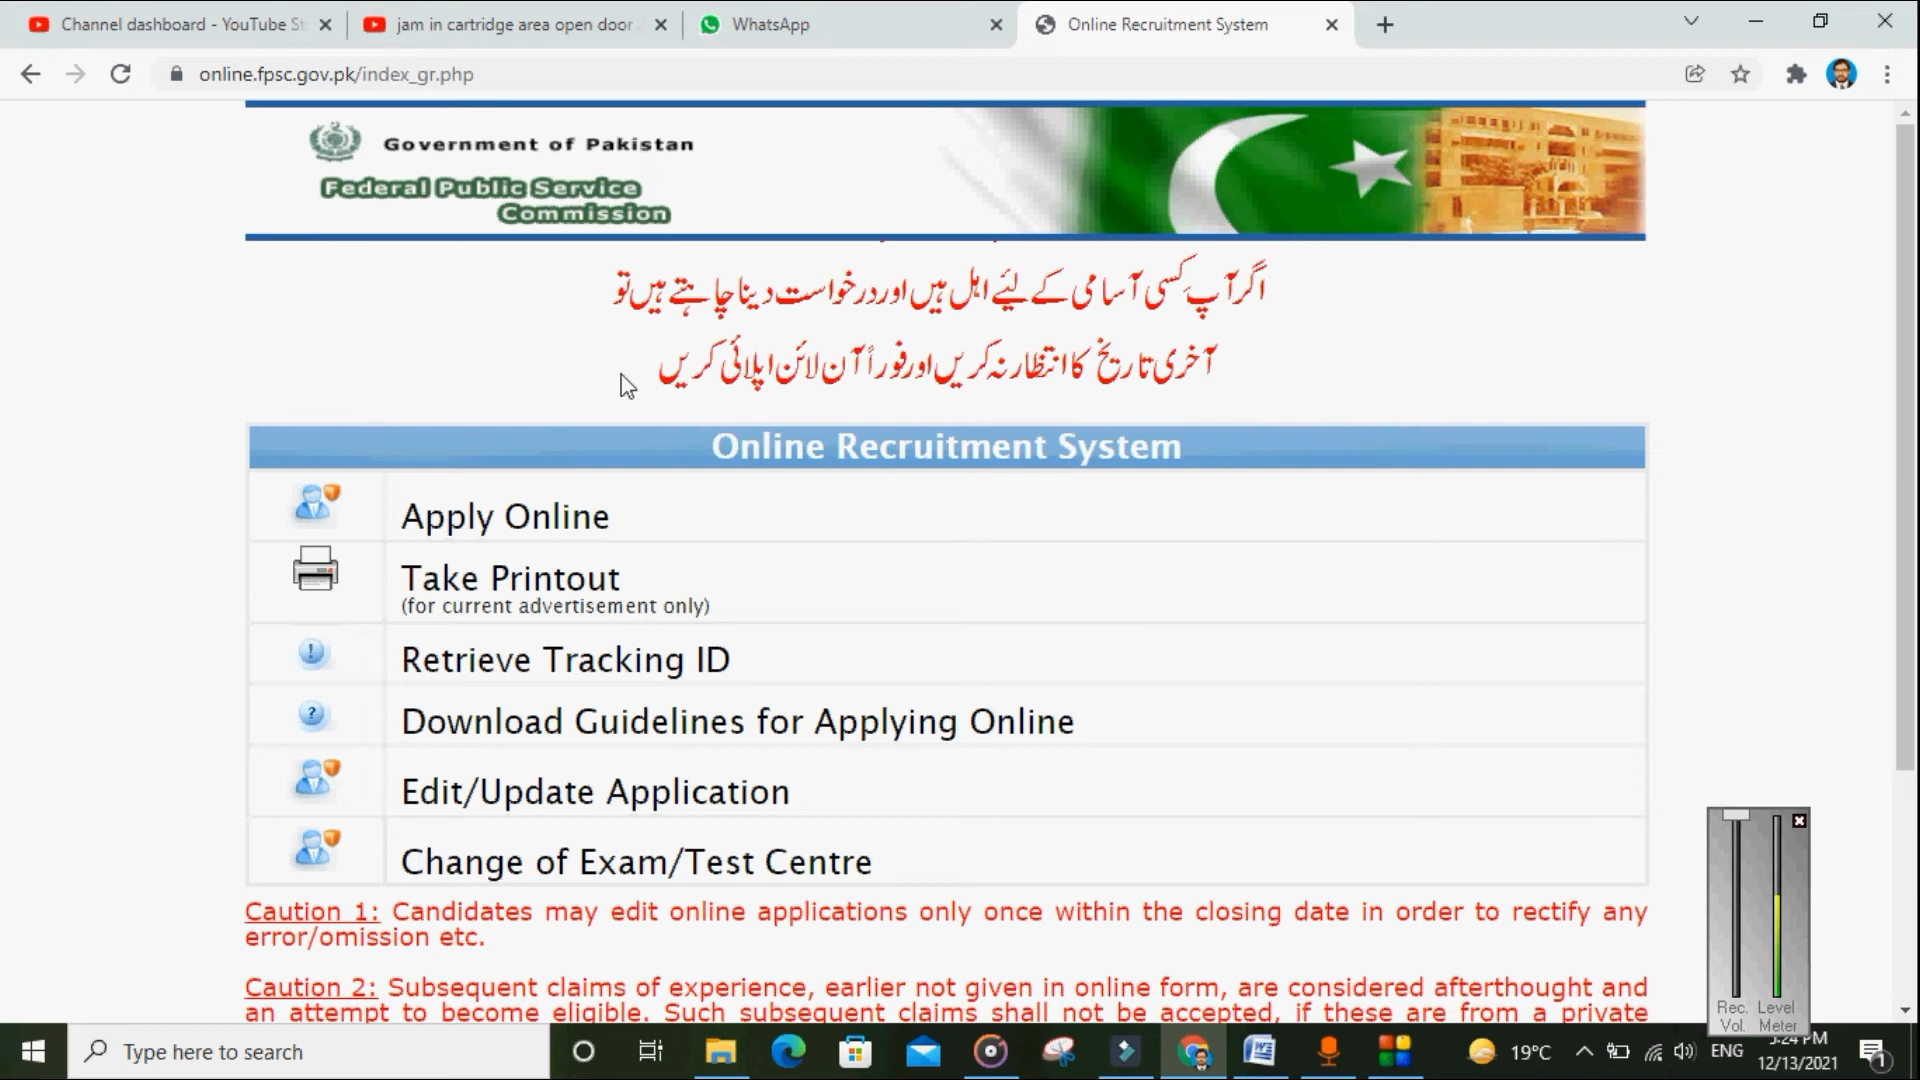 Channel dashboard - YouTube St
jam in cartridge area open door
WhatsApp
Online Recruitment System
online.fpsc.gov.pk/index_gr.php
Government of Pakistan
Federal Public Service
Commission
اگر آپ کسی آسامی کے لئیے اہل ہیں اور درخواست دینا چاہتے ہیں تو
آخری تاریخ کا انتظار نہ کریں اور فوراً آن لائن اپلائی کریں
Online Recruitment System
Apply Online
Take Printout
(for current advertisement only)
Retrieve Tracking ID
Download Guidelines for Applying Online
Edit/Update Application
Change of Exam/Test Centre
Caution 1: Candidates may edit online applications only once within the closing date in order to rectify any
error/omission etc.
Caution 2: Subsequent claims of experience, earlier not given in online form, are considered afterthought and
an attempt to become eligible. Such subsequent claims shall not be accepted, if these are from a private
Rec. Level
Vol. Meter
Type here to search
19°C
ENG
5:24 PM
12/13/2021
1